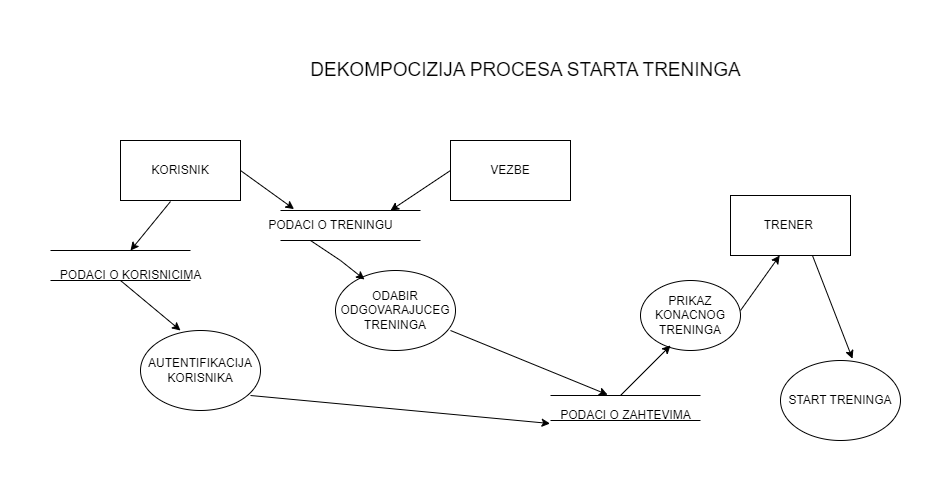 DEKOMPOCIZIJA PROCESA STARTA TRENINGA
KORISNIK
VEZBE
PODACI O TRENINGU
TRENER
PODACI O KORISNICIMA
ODABIR
ODGOVARAJUCEG
TRENINGA
PRIKAZ
KONACNOG
TRENINGA
AUTENTIFIKACIJA
KORISNIKA
START TRENINGA
PODACI O ZAHTEVIMA